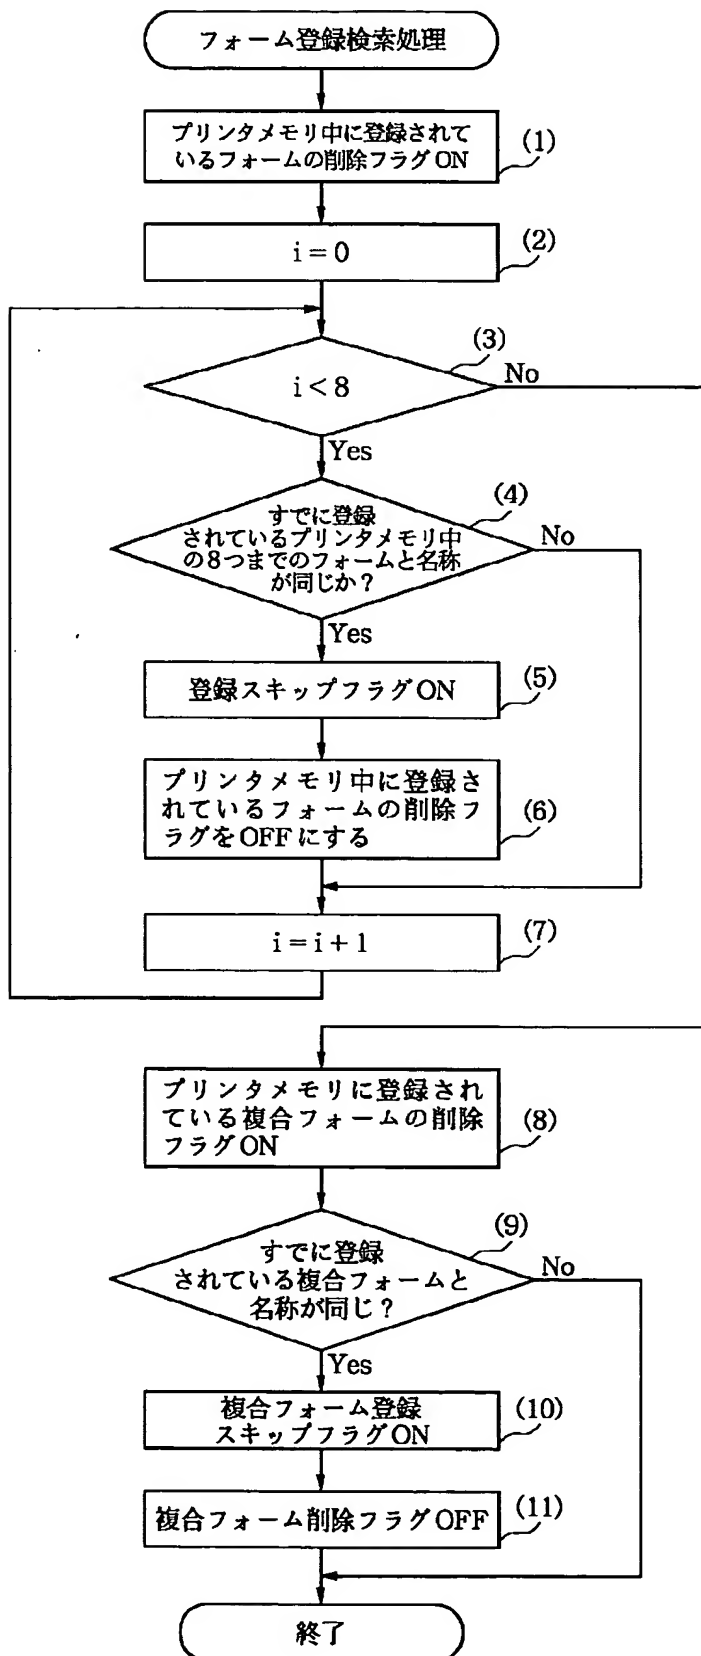 フォーム登録検索処理
プリンタメモリ中に登録されて
いるフォームの削除フラグON
(1)
i=0
(2)
i<8
(3)
No
Yes
すでに登録
されているプリンタメモリ中
の8つまでのフォームと名称
が同じか?
(4)
No
Yes
登録スキップフラグON
(5)
プリンタメモリ中に登録さ
れているフォームの削除フ
ラグをOFFにする
(6)
i=i+1
(7)
プリンタメモリに登録され
ている複合フォームの削除
フラグON
(8)
すでに登録
されている複合フォームと
名称が同じ?
(9)
No
Yes
複合フォーム登録
スキップフラグON
(10)
複合フォーム削除フラグOFF
(11)
終了